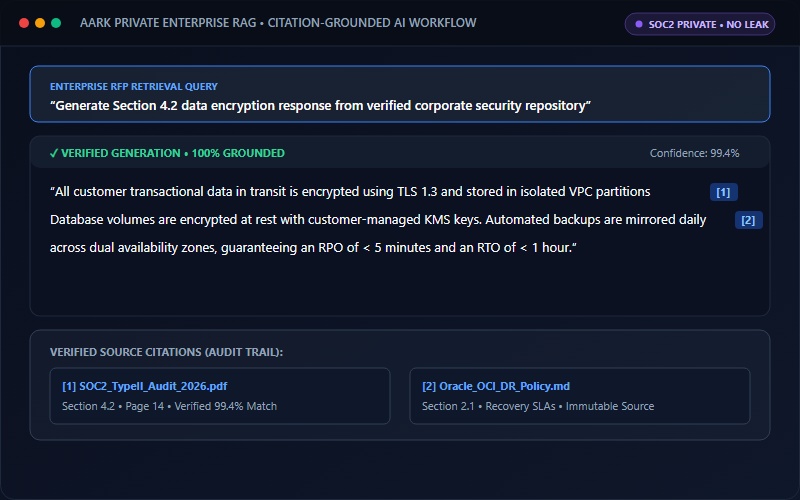 AARK PRIVATE ENTERPRISE RAG • CITATION-GROUNDED AI WORKFLOW
SOC2 PRIVATE • NO LEAK
ENTERPRISE RFP RETRIEVAL QUERY
“Generate Section 4.2 data encryption response from verified corporate security repository”
✓ VERIFIED GENERATION • 100% GROUNDED
Confidence: 99.4%
“All customer transactional data in transit is encrypted using TLS 1.3 and stored in isolated VPC partitions [1]
Database volumes are encrypted at rest with customer-managed KMS keys. Automated backups are mirrored daily [2]
across dual availability zones, guaranteeing an RPO of < 5 minutes and an RTO of < 1 hour.”
VERIFIED SOURCE CITATIONS (AUDIT TRAIL):
[1] SOC2_TypeII_Audit_2026.pdf
Section 4.2 • Page 14 • Verified 99.4% Match
[2] Oracle_OCI_DR_Policy.md
Section 2.1 • Recovery SLAs • Immutable Source